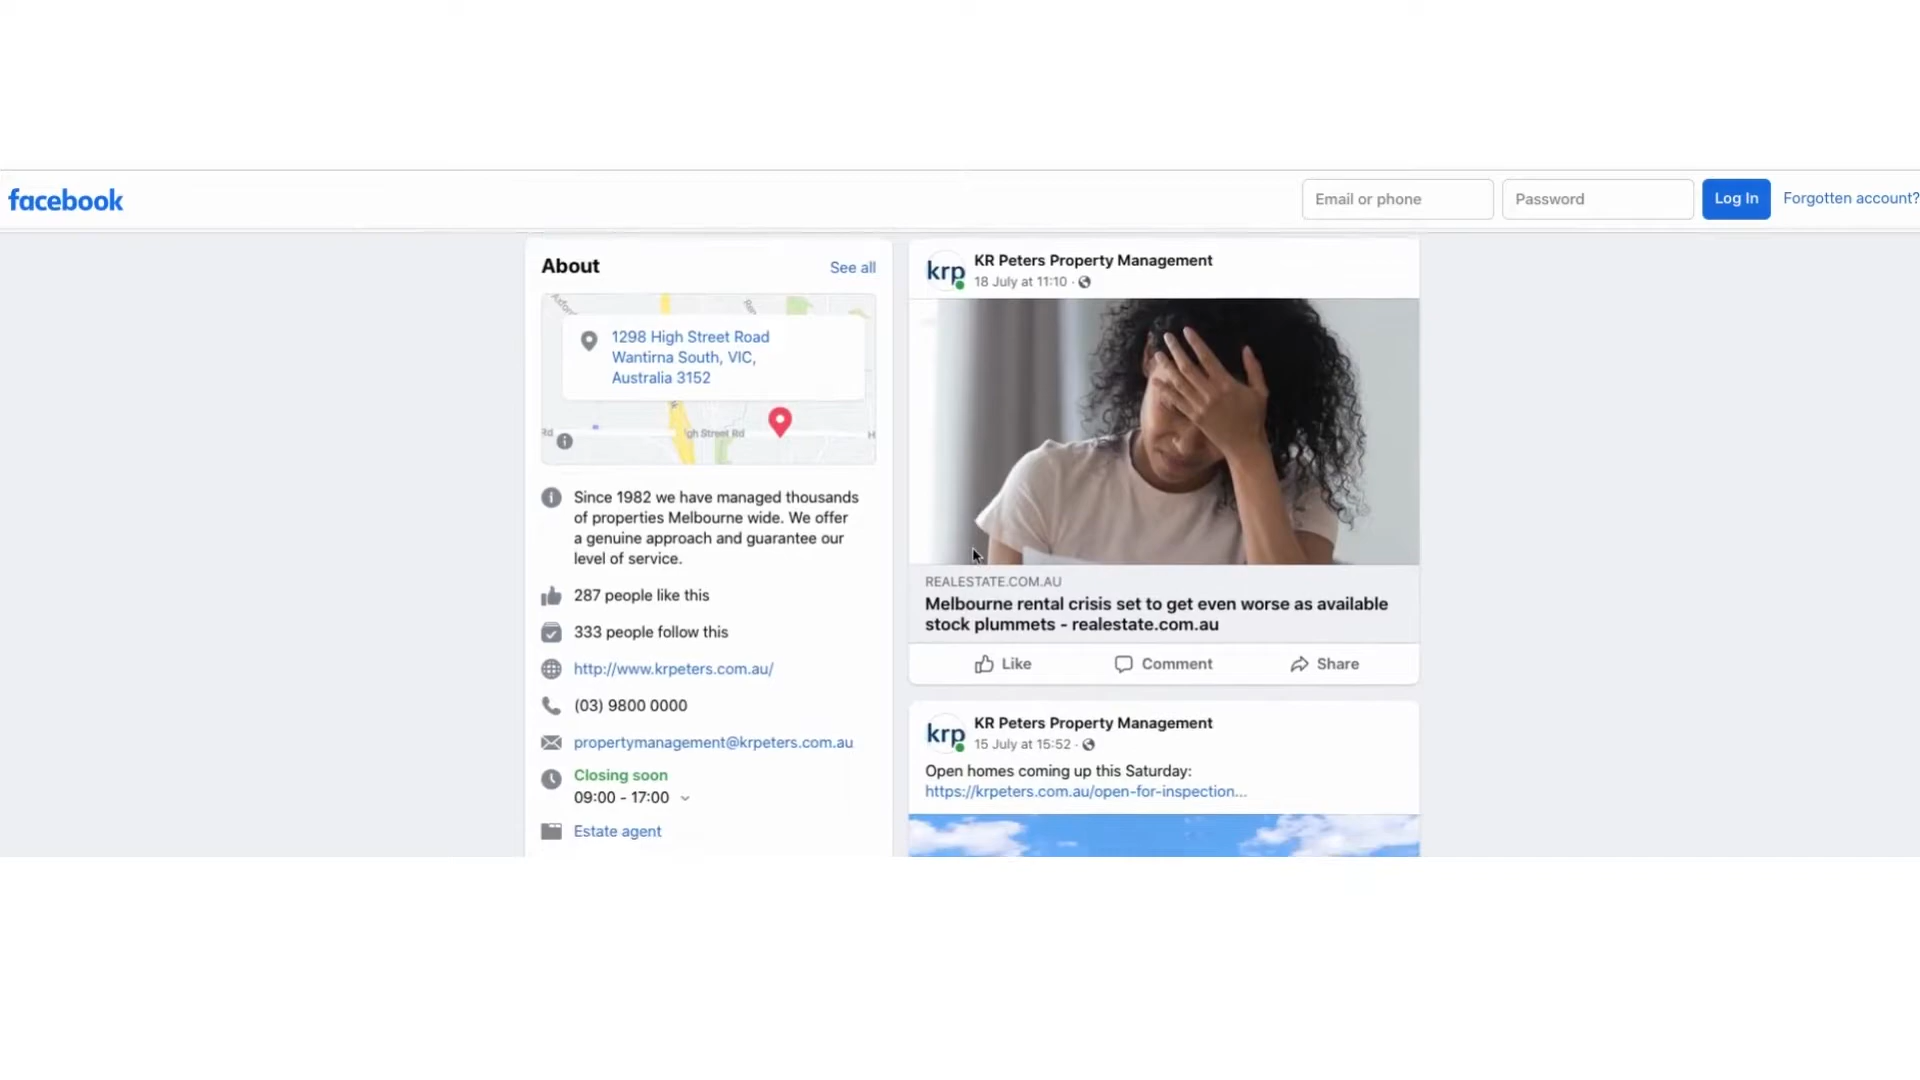 facebook
Email or phone
Password
Log In
Forgotten account?
About
See all
1298 High Street Road
Wantirna South, VIC,
Australia 3152
Rd
gh Street Rd
H
Since 1982 we have managed thousands
of properties Melbourne wide. We offer
a genuine approach and guarantee our
level of service.
287 people like this
333 people follow this
http://www.krpeters.com.au/
(03) 9800 0000
propertymanagement@krpeters.com.au
Closing soon
09:00 - 17:00
Estate agent
krp
KR Peters Property Management
18 July at 11:10 ·
REALESTATE.COM.AU
Melbourne rental crisis set to get even worse as available
stock plummets - realestate.com.au
Like
Comment
Share
krp
KR Peters Property Management
15 July at 15:52 ·
Open homes coming up this Saturday:
https://krpeters.com.au/open-for-inspection...